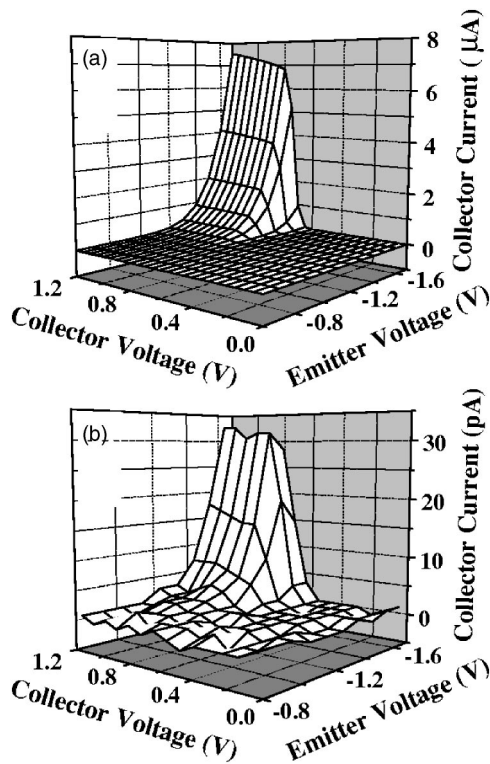 (a)
8
6
4
2
0
Collector Current ( μA)
1.2
0.8
0.4
0.0
Collector Voltage (V)
-0.8
-1.2
-1.6
Emitter Voltage (V)
(b)
30
20
10
0
Collector Current (pA)
1.2
0.8
0.4
0.0
Collector Voltage (V)
-0.8
-1.2
-1.6
Emitter Voltage (V)